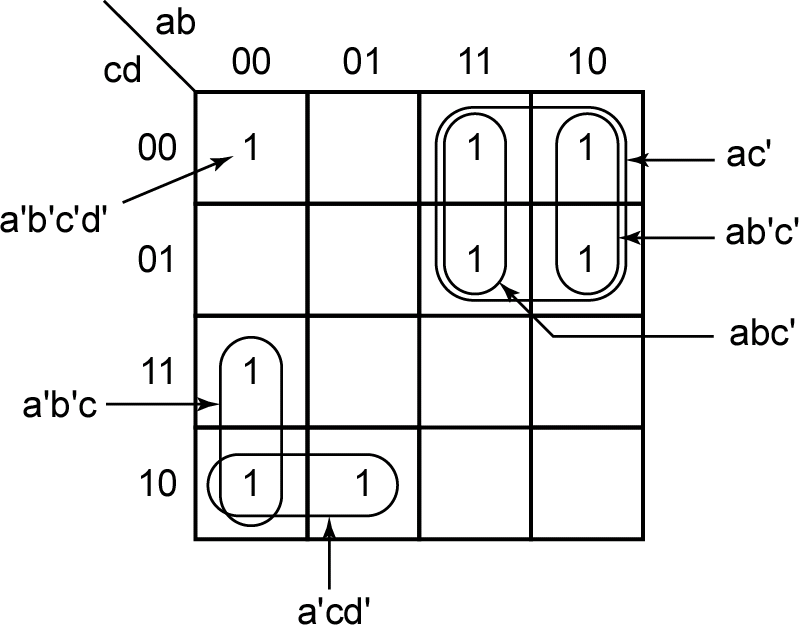 ab
cd
00 01 11 10
00 1 1 1 ac'
a'b'c'd'
ab'c'
01 1 1
abc'
11 1
a'b'c
10 1 1
a'cd'